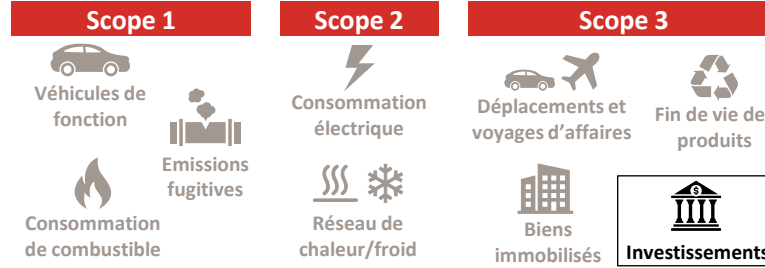 Scope 1
Véhicules de
fonction
Emissions
fugitives
Consommation
de combustible
Scope 2
Consommation
électrique
Réseau de
chaleur/froid
Scope 3
Déplacements et
voyages d'affaires
Fin de vie de
produits
Biens
immobilisés
$
Investissements